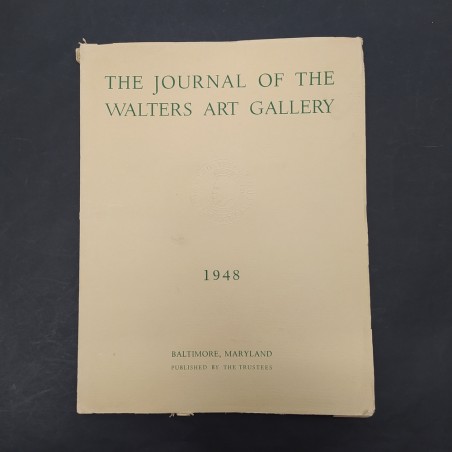 THE JOURNAL OF THE
WALTERS ART GALLERY
1948
BALTIMORE, MARYLAND
PUBLISHED BY THE TRUSTEES